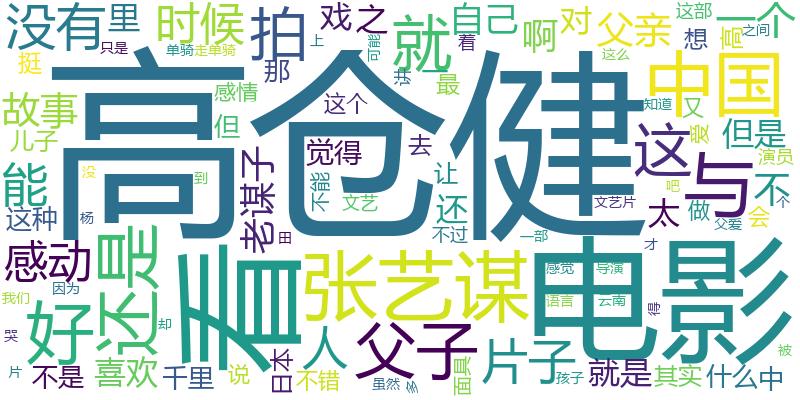 没有
里
时候
拍
戏
之
就
啊
自己
对
父亲
这部
想
一个
高
之间
只是
单骑
走单骑
上
可能
着
挺
那
感情
讲
最
这么
高仓健
中国
故事
儿子
但
这个
知道
又
爱
但是
演员
没
到
老谋子
觉得
去
让
还
这
与
不
能
这种
杨
不能
文艺
不过
太
做
文艺片
会
吧
个
父爱
感动
还是
看
田
张艺谋
一部
电影
才
感觉
导演
语言
云南
得
我们
因为
好
却
哭
父子
人
片子
被
片
不是
喜欢
千里
说
日本
不错
虽然
多
面具
孩子
就是
其实
什么中